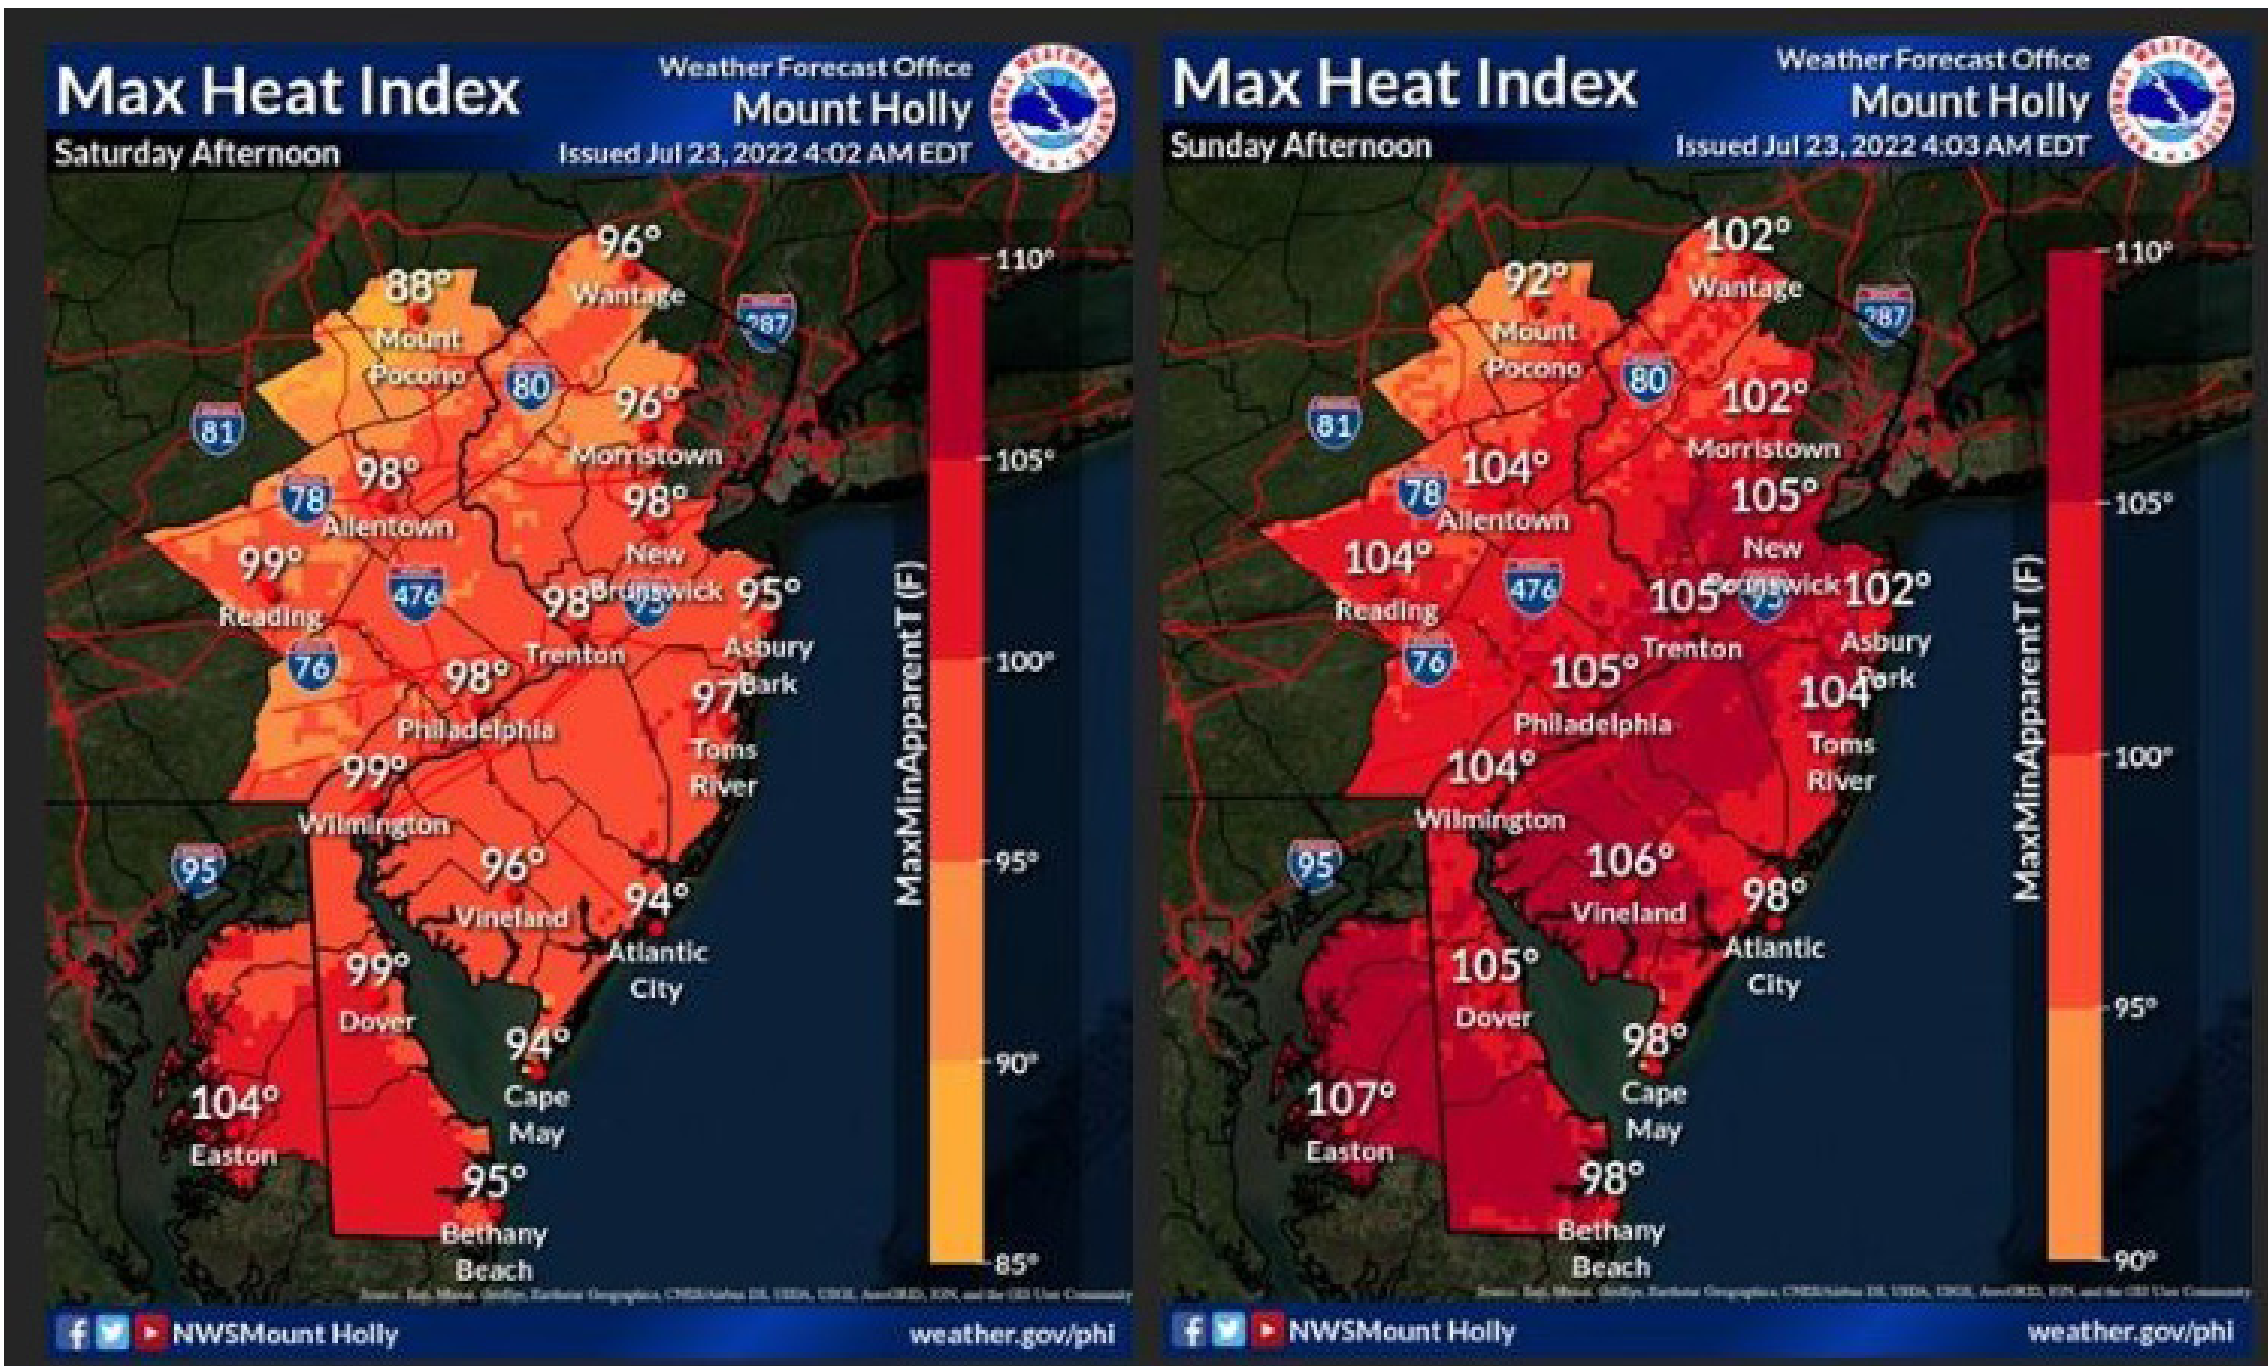 Max Heat Index
Saturday Afternoon
Weather Forecast Office
Mount Holly
Issued Jul 23, 2022 4:02 AM EDT
NATIONAL WEATHER SERVICE
96°
Wantage
88°
Mount
Pocono
287
80
81
96°
Morristown
98°
Allentown
78
98°
New
Brunswick
99°
Reading
476
95
98°
Trenton
95°
Asbury
Park
76
98°
Philadelphia
97°
Toms
River
99°
Wilmington
95
96°
Vineland
94°
Atlantic
City
99°
Dover
94°
Cape
May
104°
Easton
95°
Bethany
Beach
MaxMinApparentT (F)
110°
105°
100°
95°
90°
85°
NWSMount Holly
weather.gov/phi
Max Heat Index
Sunday Afternoon
Weather Forecast Office
Mount Holly
Issued Jul 23, 2022 4:03 AM EDT
NATIONAL WEATHER SERVICE
102°
Wantage
92°
Mount
Pocono
287
80
81
102°
Morristown
104°
Allentown
78
105°
New
Brunswick
104°
Reading
476
95
105°
Trenton
102°
Asbury
Park
76
105°
Philadelphia
104°
Toms
River
104°
Wilmington
95
106°
Vineland
98°
Atlantic
City
105°
Dover
98°
Cape
May
107°
Easton
98°
Bethany
Beach
MaxMinApparentT (F)
110°
105°
100°
95°
90°
NWSMount Holly
weather.gov/phi